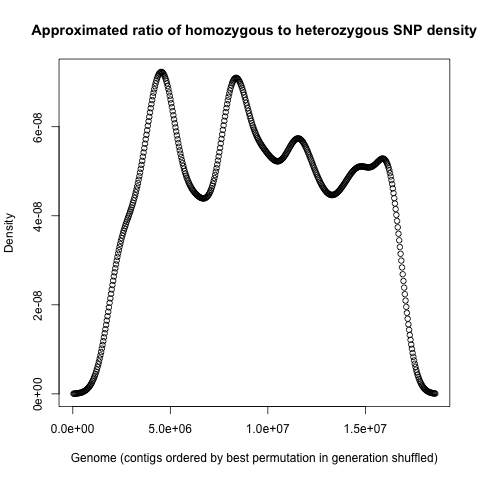 Approximated ratio of homozygous to heterozygous SNP density
6e-08
4e-08
2e-08
0e+00
Density
0.0e+00 5.0e+06 1.0e+07 1.5e+07
Genome (contigs ordered by best permutation in generation shuffled)